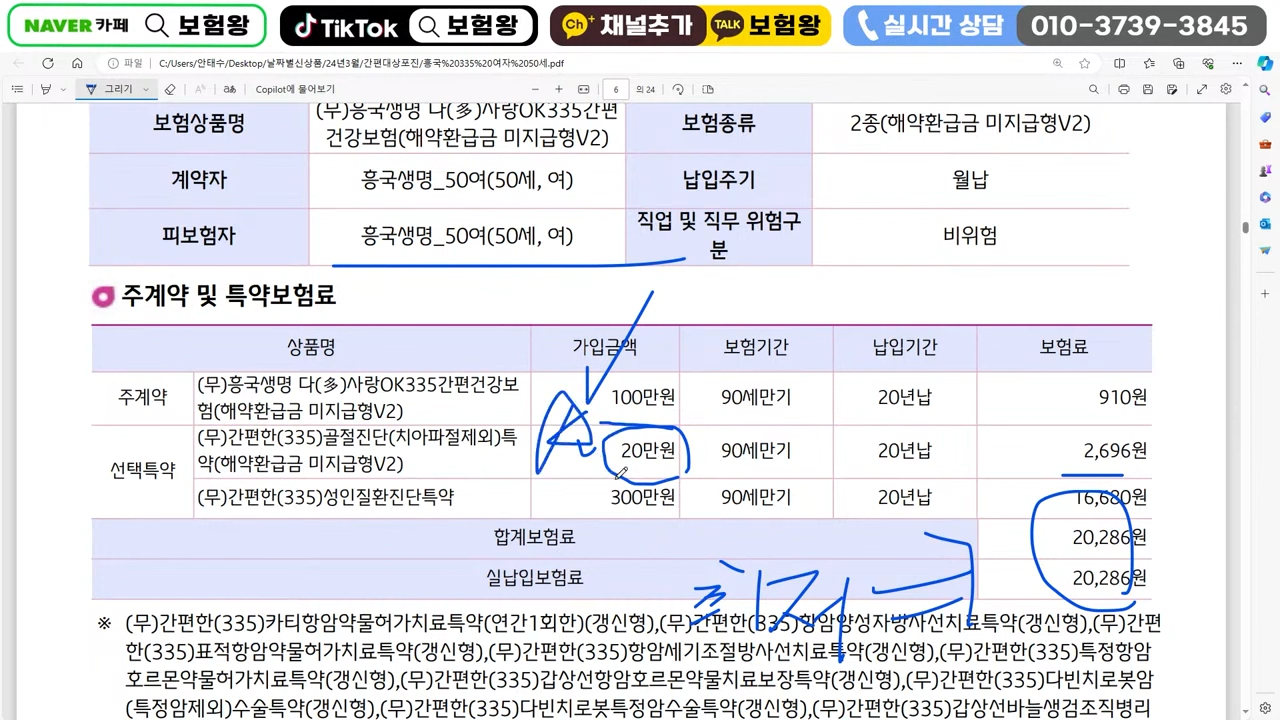 NAVER 카페 보험왕 TikTok 보험왕 Ch+ 채널추가 TALK 보험왕 실시간 상담 010-3739-3845
파일 C:/Users/안태수/Desktop/날짜별신상품/24년3월/간편대상포진/흥국%20335%20여자%2050세.pdf
그리기 Copilot에 물어보기 6 의 24
보험상품명 (무)흥국생명 다(多)사랑OK335간편건강보험(해약환급금 미지급형V2) 보험종류 2종(해약환급금 미지급형V2)
계약자 흥국생명_50여(50세, 여) 납입주기 월납
피보험자 흥국생명_50여(50세, 여) 직업 및 직무 위험구분 비위험
주계약 및 특약보험료
상품명 가입금액 보험기간 납입기간 보험료
주계약 (무)흥국생명 다(多)사랑OK335간편건강보험(해약환급금 미지급형V2) 100만원 90세만기 20년납 910원
선택특약 (무)간편한(335)골절진단(치아파절제외)특약(해약환급금 미지급형V2) 20만원 90세만기 20년납 2,696원
(무)간편한(335)성인질환진단특약 300만원 90세만기 20년납 16,680원
합계보험료 20,286원
실납입보험료 20,286원
※ (무)간편한(335)카티항암약물허가치료특약(연간1회한)(갱신형),(무)간편한(335)항암양성자방사선치료특약(갱신형),(무)간편
한(335)표적항암약물허가치료특약(갱신형),(무)간편한(335)항암세기조절방사선치료특약(갱신형),(무)간편한(335)특정항암
호르몬약물허가치료특약(갱신형),(무)간편한(335)갑상선암호르몬약물치료보장특약(갱신형),(무)간편한(335)다빈치로봇암
(특정암제외)수술특약(갱신형),(무)간편한(335)다빈치로봇특정암수술특약(갱신형),(무)간편한(335)갑상선바늘생검조직병리